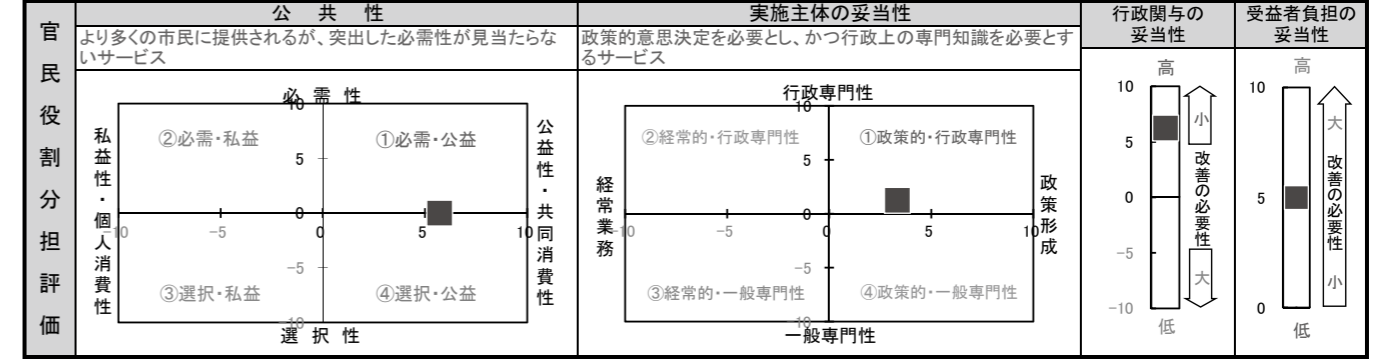 官民役割分担評価
公共性
より多くの市民に提供されるが、突出した必需性が見当たらな
いサービス
必需性
10
②必需・私益
①必需・公益
5
私益性・個人消費性
公益性・共同消費性
0
-10
-5
0
5
10
-5
③選択・私益
④選択・公益
-10
選択性
実施主体の妥当性
政策的意思決定を必要とし、かつ行政上の専門知識を必要とす
るサービス
行政専門性
10
②経常的・行政専門性
①政策的・行政専門性
5
経常業務
政策形成
0
-10
-5
0
5
10
-5
③経常的・一般専門性
④政策的・一般専門性
-10
一般専門性
行政関与の
妥当性
高
10
5
0
-5
-10
小
改善の必要性
大
低
受益者負担の
妥当性
高
10
5
0
大
改善の必要性
小
低